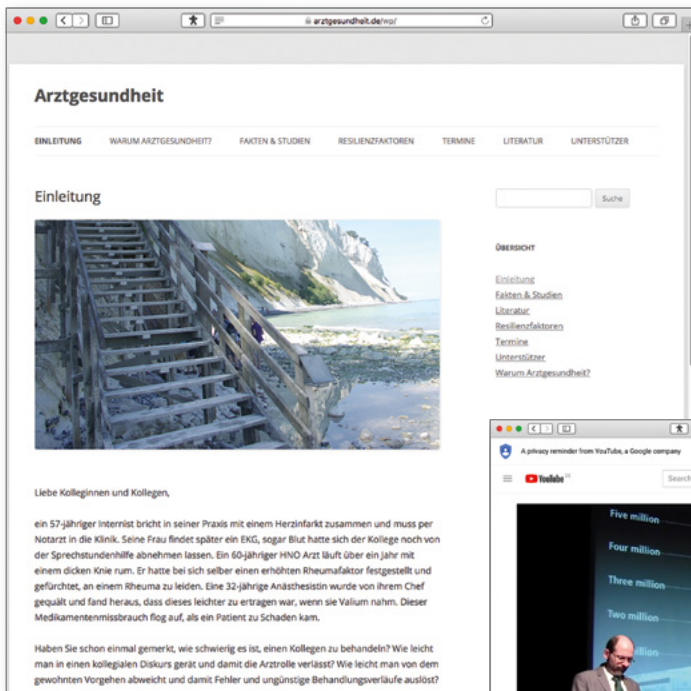 arztgesundheit.de/wp/
Arztgesundheit
EINLEITUNG WARUM ARZTGESUNDHEIT? FAKTEN & STUDIEN RESILIENZFAKTOREN TERMINE LITERATUR UNTERSTÜTZER
Einleitung
Suche
ÜBERSICHT
Einleitung
Fakten & Studien
Literatur
Resilienzfaktoren
Termine
Unterstützer
Warum Arztgesundheit?
Liebe Kolleginnen und Kollegen,
ein 57-jähriger Internist bricht in seiner Praxis mit einem Herzinfarkt zusammen und muss per
Notarzt in die Klinik. Seine Frau findet später ein EKG, sogar Blut hatte sich der Kollege noch von
der Sprechstundenhilfe abnehmen lassen. Ein 60-jähriger HNO Arzt läuft über ein Jahr mit
einem dicken Knie rum. Er hatte bei sich selber einen erhöhten Rheumafaktor festgestellt und
gefürchtet, an einem Rheuma zu leiden. Eine 32-jährige Anästhesistin wurde von ihrem Chef
gequält und fand heraus, dass dieses leichter zu ertragen war, wenn sie Valium nahm. Dieser
Medikamentenmissbrauch flog auf, als ein Patient zu Schaden kam.
Haben Sie schon einmal gemerkt, wie schwierig es ist, einen Kollegen zu behandeln? Wie leicht
man in einen kollegialen Diskurs gerät und damit die Arztrolle verlässt? Wie leicht man von dem
gewohnten Vorgehen abweicht und damit Fehler und ungünstige Behandlungsverläufe auslöst?
A privacy reminder from YouTube, a Google company
YouTube
Search
Five million
Four million
Three million
Two million
million